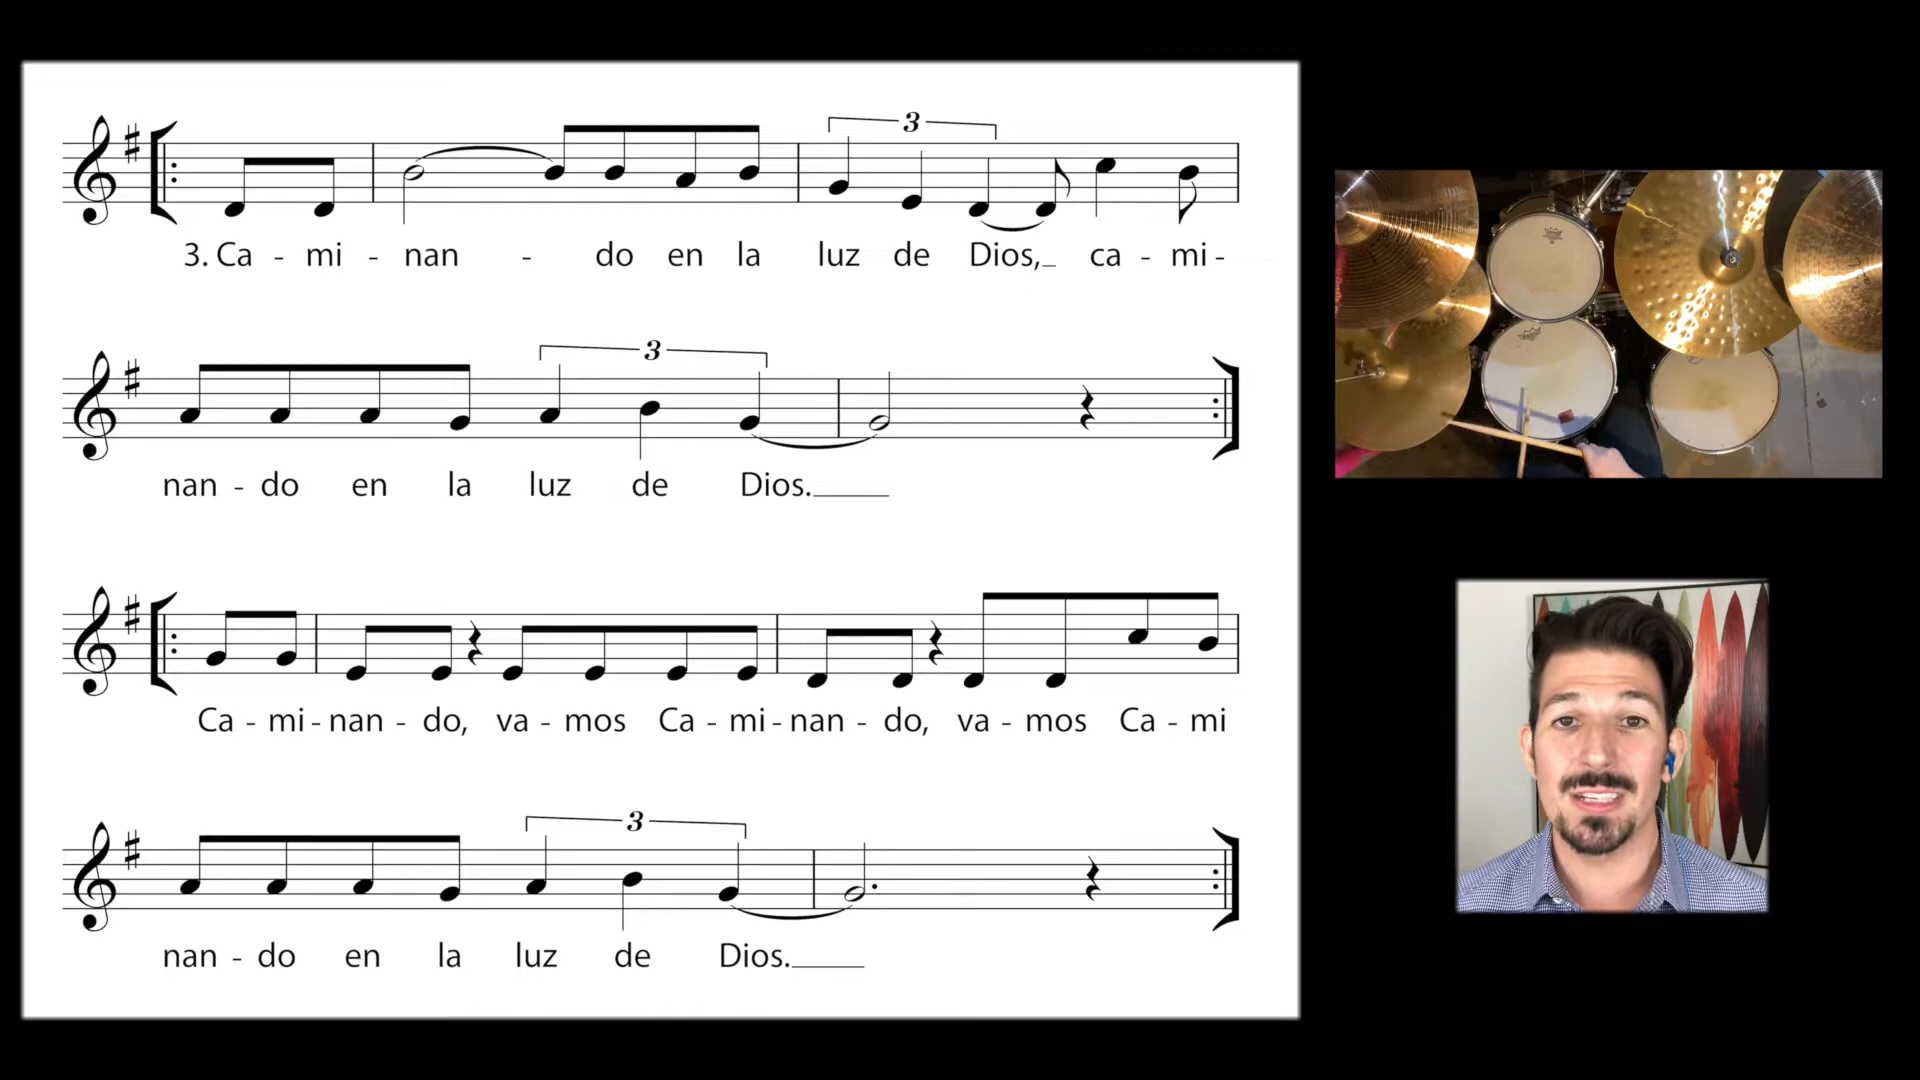 3
3. Ca - mi - nan - do en la luz de Dios,_ ca - mi -
3
nan - do en la luz de Dios.____
Ca - mi - nan - do, va - mos Ca - mi - nan - do, va - mos Ca - mi
3
nan - do en la luz de Dios.____